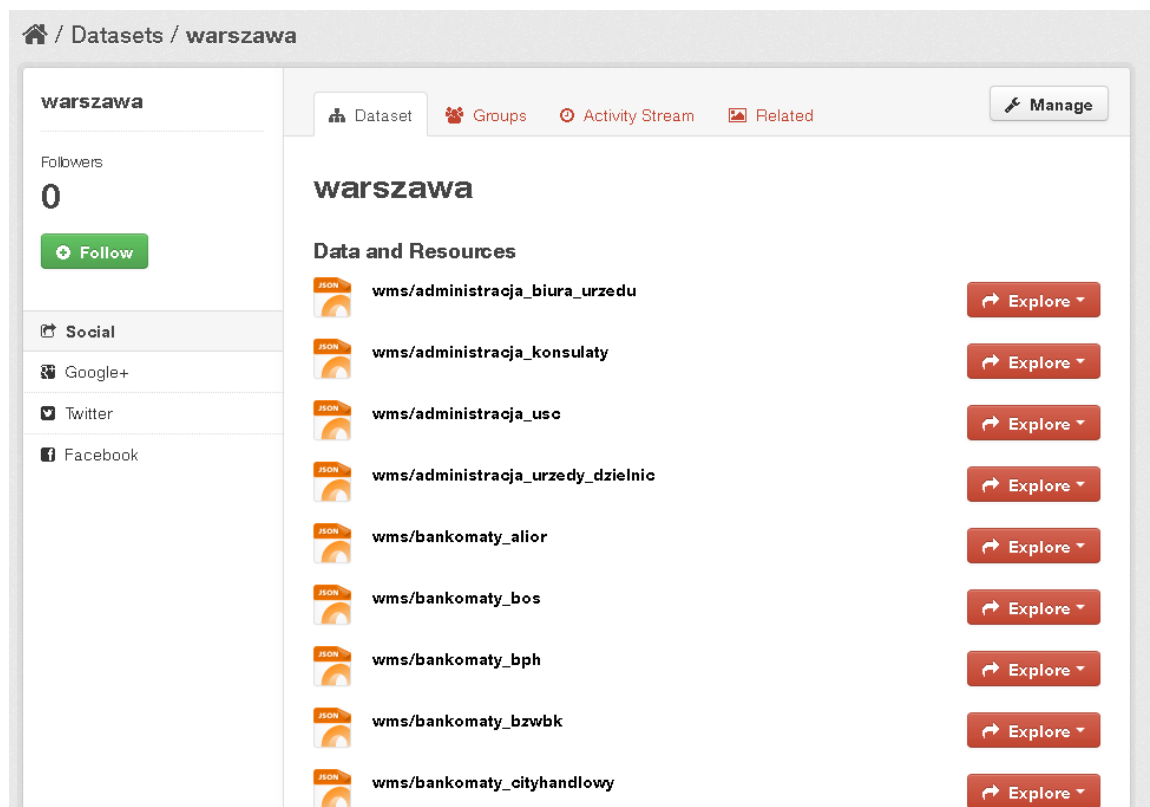 / Datasets / warszawa
warszawa
Followers
0
Follow
Social
Google+
Twitter
Facebook
Dataset Groups Activity Stream Related Manage
warszawa
Data and Resources
JSON wms/administracja_biura_urzedu Explore
JSON wms/administracja_konsulaty Explore
JSON wms/administracja_usc Explore
JSON wms/administracja_urzedy_dzielnic Explore
JSON wms/bankomaty_alior Explore
JSON wms/bankomaty_bos Explore
JSON wms/bankomaty_bph Explore
JSON wms/bankomaty_bzwbk Explore
JSON wms/bankomaty_cityhandlowy Explore